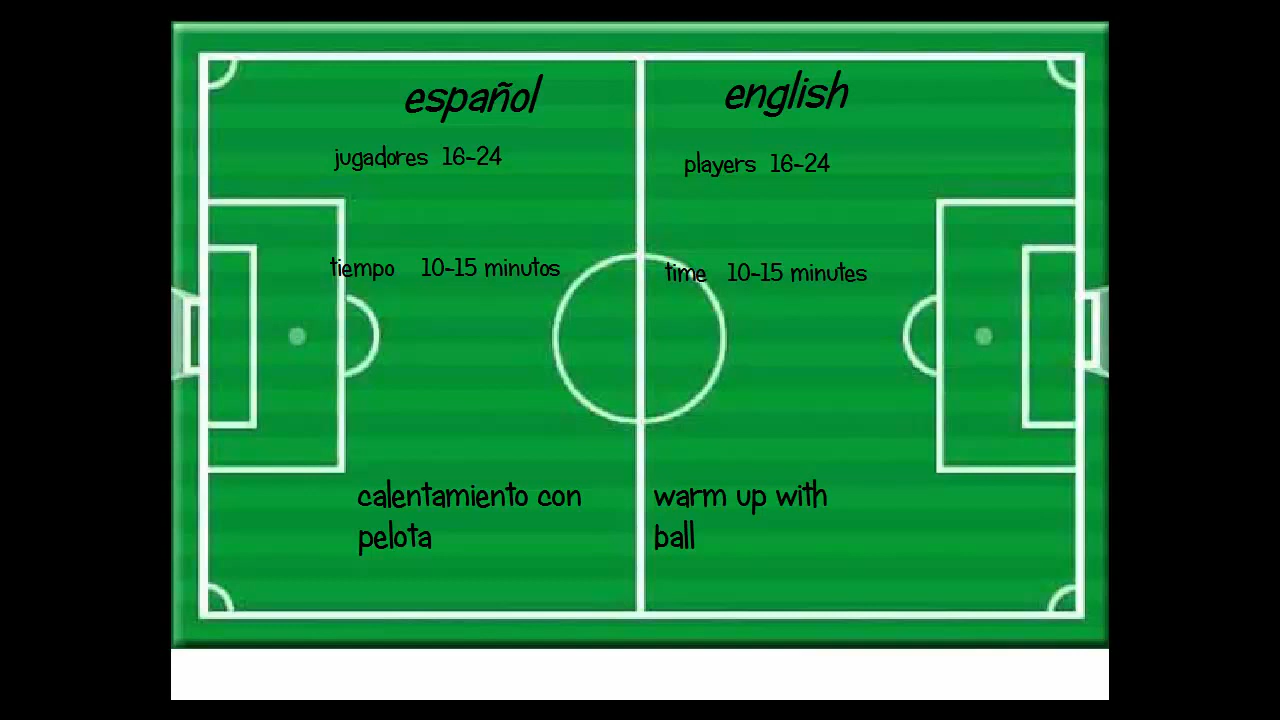 español
jugadores 16-24
tiempo 10-15 minutos
calentamiento con
pelota
english
players 16-24
time 10-15 minutes
warm up with
ball